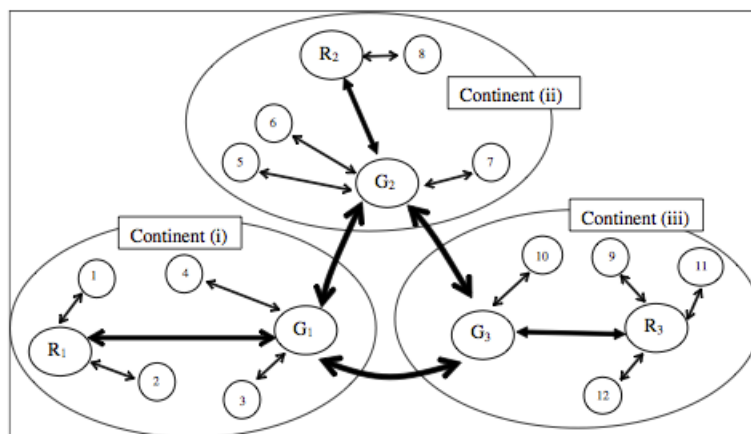 R2
8
Continent (ii)
6
5
7
G2
Continent (i)
Continent (iii)
1
4
10
9
11
G1
G3
R3
R1
2
3
12